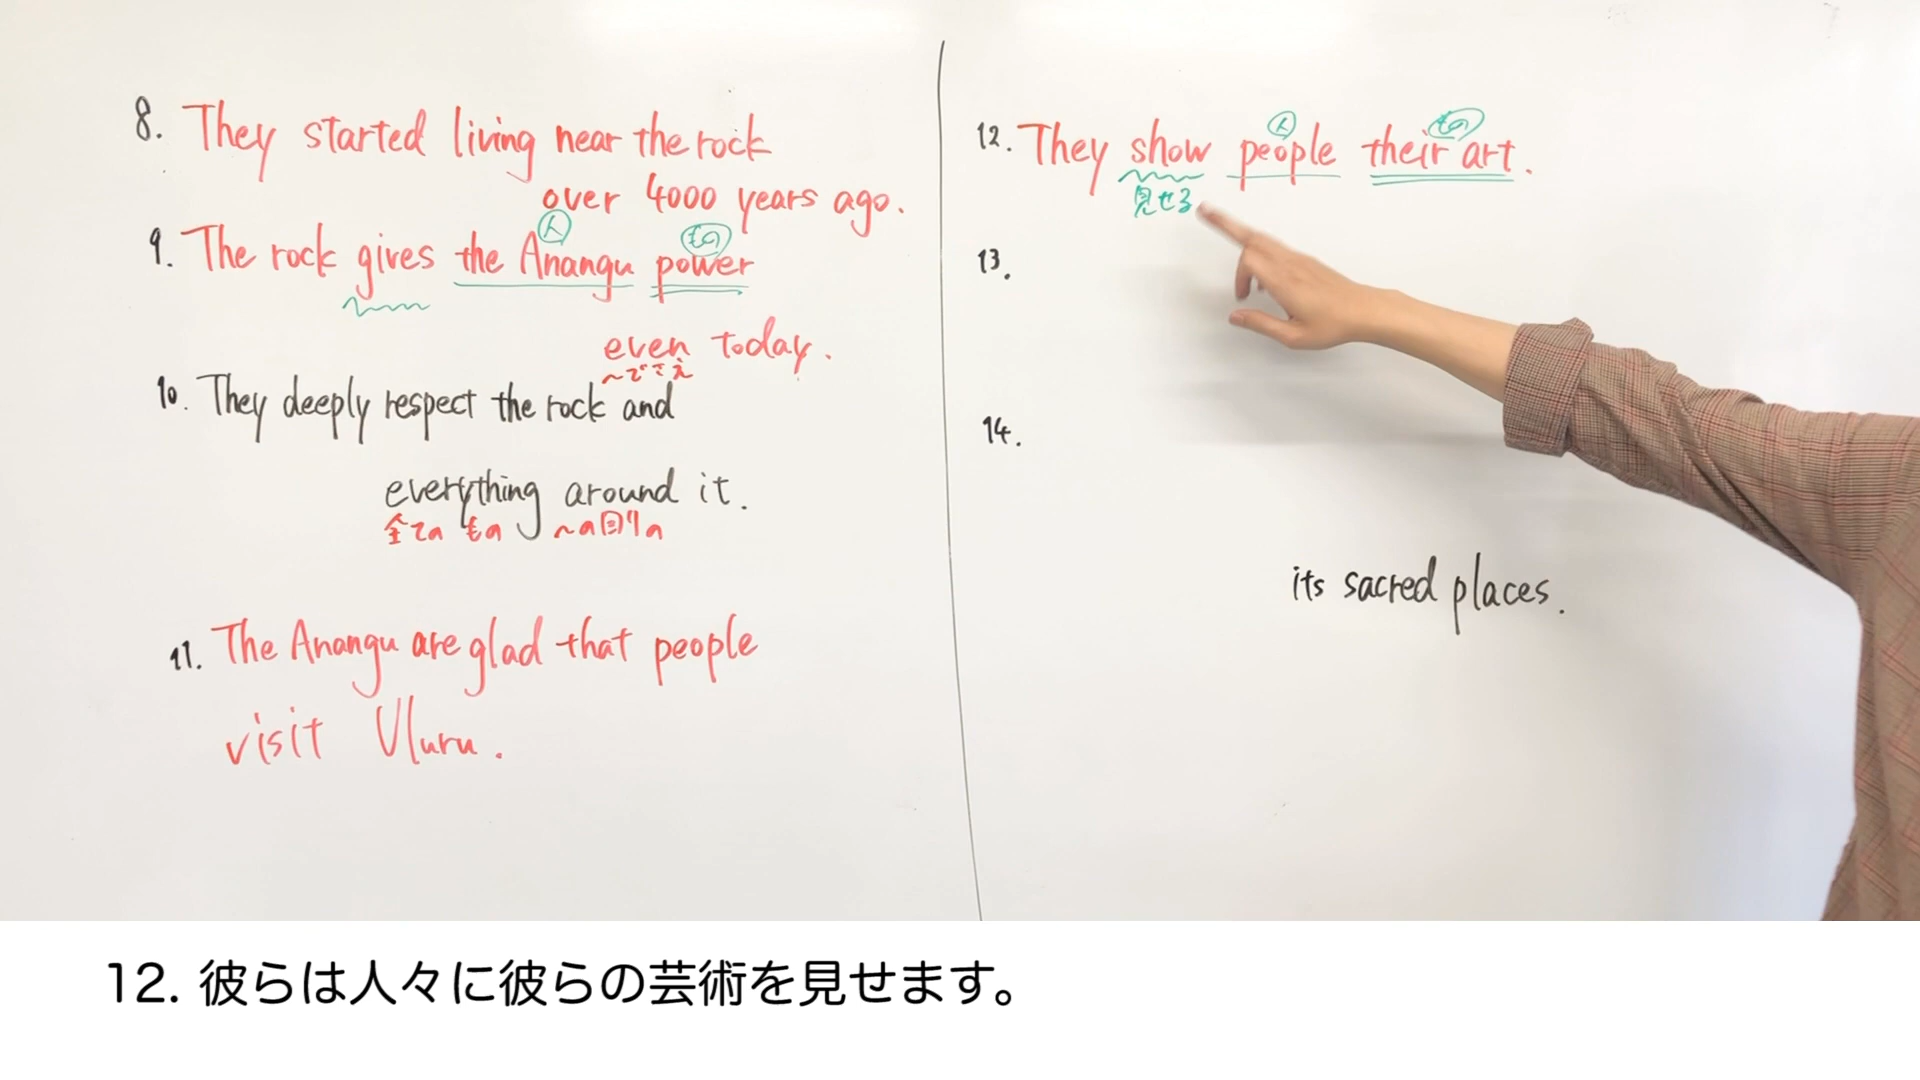 8. They started living near the rock
over 4000 years ago.
人 もの
9. The rock gives the Anangu power
even today.
～でさえ
10. They deeply respect the rock and
everything around it.
全ての もの ～の回りの
11. The Anangu are glad that people
visit Uluru.
人 もの
12. They show people their art.
見せる
13.
14.
its sacred places.
12. 彼らは人々に彼らの芸術を見せます。